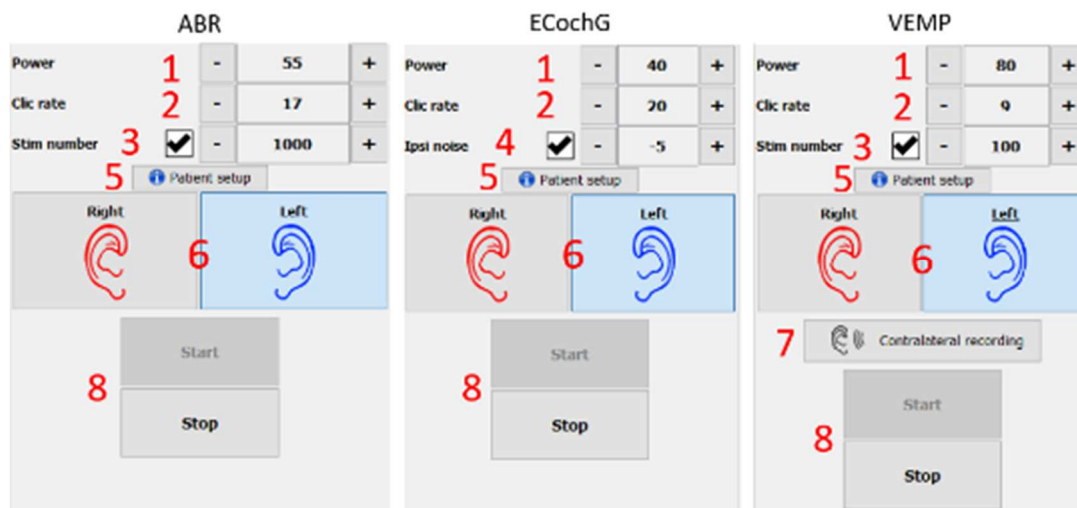 ABR
ECochG
VEMP
Power 1 - 55 +
Clic rate 2 - 17 +
Stim number 3 - 1000 +
5 Patient setup
Right 6 Left
Start
8
Stop
Power 1 - 40 +
Clic rate 2 - 20 +
Ipsi noise 4 - -5 +
5 Patient setup
Right 6 Left
Start
8
Stop
Power 1 - 80 +
Clic rate 2 - 9 +
Stim number 3 - 100 +
5 Patient setup
Right 6 Left
7 Contralateral recording
Start
8
Stop